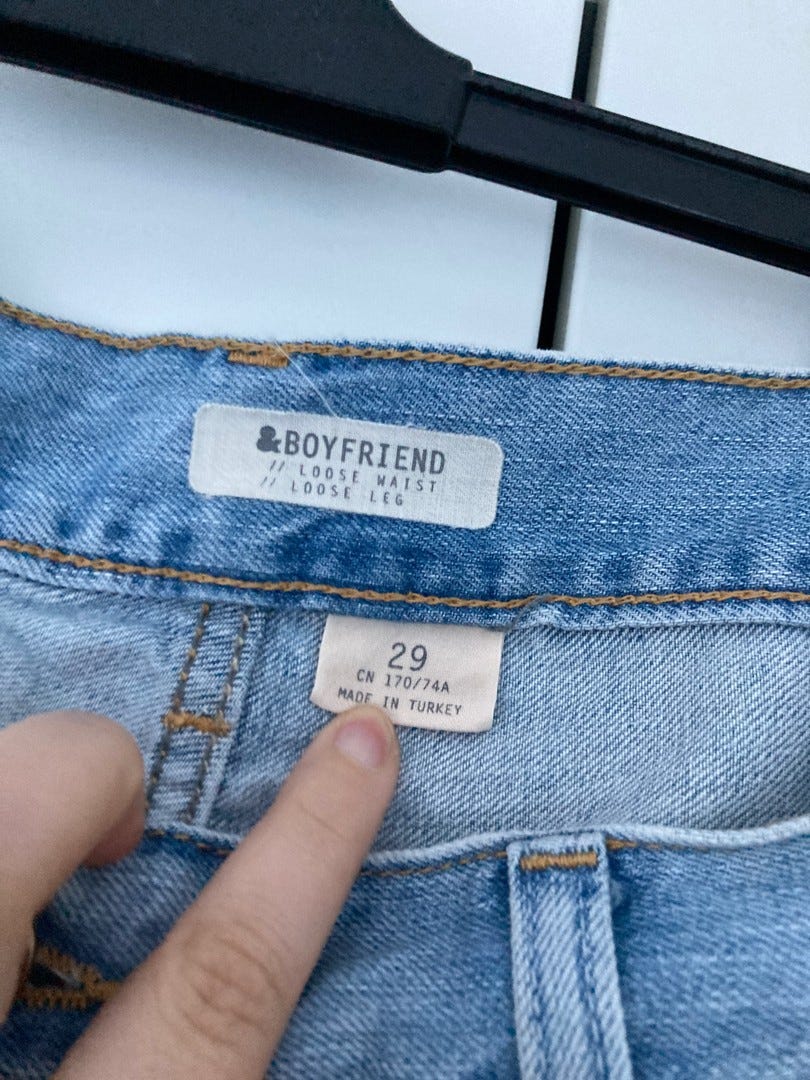 &BOYFRIEND
// LOOSE WAIST
// LOOSE LEG
29
CN 170/74A
MADE IN TURKEY